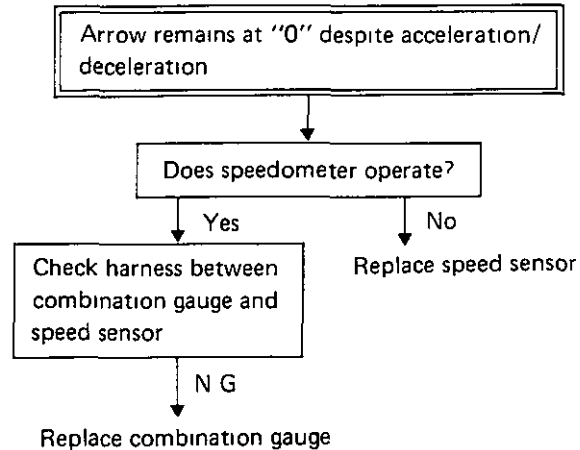 Arrow remains at "0" despite acceleration/
deceleration
Does speedometer operate?
Yes
No
Check harness between
combination gauge and
speed sensor
Replace speed sensor
N G
Replace combination gauge